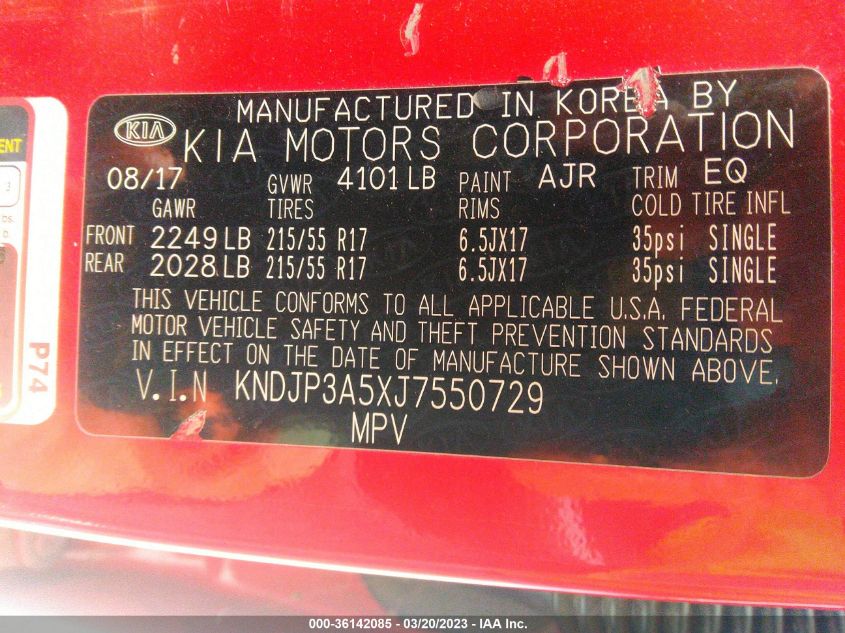 MANUFACTURED IN KOREA BY
KIA KIA MOTORS CORPORATION
08/17 GVWR 4101 LB PAINT AJR TRIM EQ
GAWR TIRES RIMS COLD TIRE INFL
FRONT 2249 LB 215/55 R17 6.5JX17 35psi SINGLE
REAR 2028 LB 215/55 R17 6.5JX17 35psi SINGLE
THIS VEHICLE CONFORMS TO ALL APPLICABLE U.S.A. FEDERAL
MOTOR VEHICLE SAFETY AND THEFT PREVENTION STANDARDS
IN EFFECT ON THE DATE OF MANUFACTURE SHOWN ABOVE.
V.I.N KNDJP3A5XJ7550729
MPV
P74
000-36142085 - 03/20/2023 - IAA Inc.